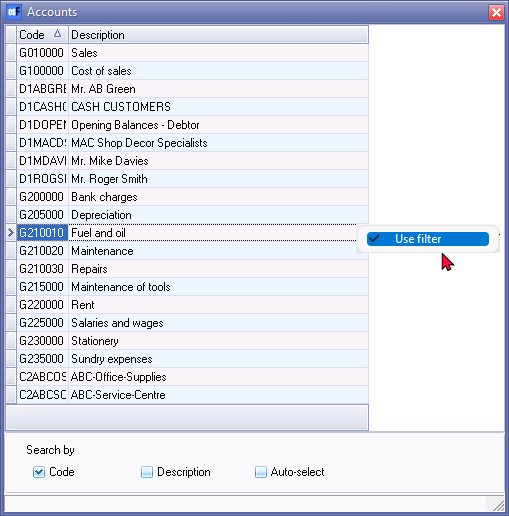 Accounts
Code Description
G010000 Sales
G100000 Cost of sales
D1ABGRE Mr. AB Green
D1CASHC CASH CUSTOMERS
D1DOPEN Opening Balances - Debtor
D1MACDS MAC Shop Decor Specialists
D1MDAVI Mr. Mike Davies
D1ROGSI Mr. Roger Smith
G200000 Bank charges
G205000 Depreciation
G210010 Fuel and oil
Use filter
G210020 Maintenance
G210030 Repairs
G215000 Maintenance of tools
G220000 Rent
G225000 Salaries and wages
G230000 Stationery
G235000 Sundry expenses
C2ABCOS ABC-Office-Supplies
C2ABCSC ABC-Service-Centre
Search by
Code Description Auto-select